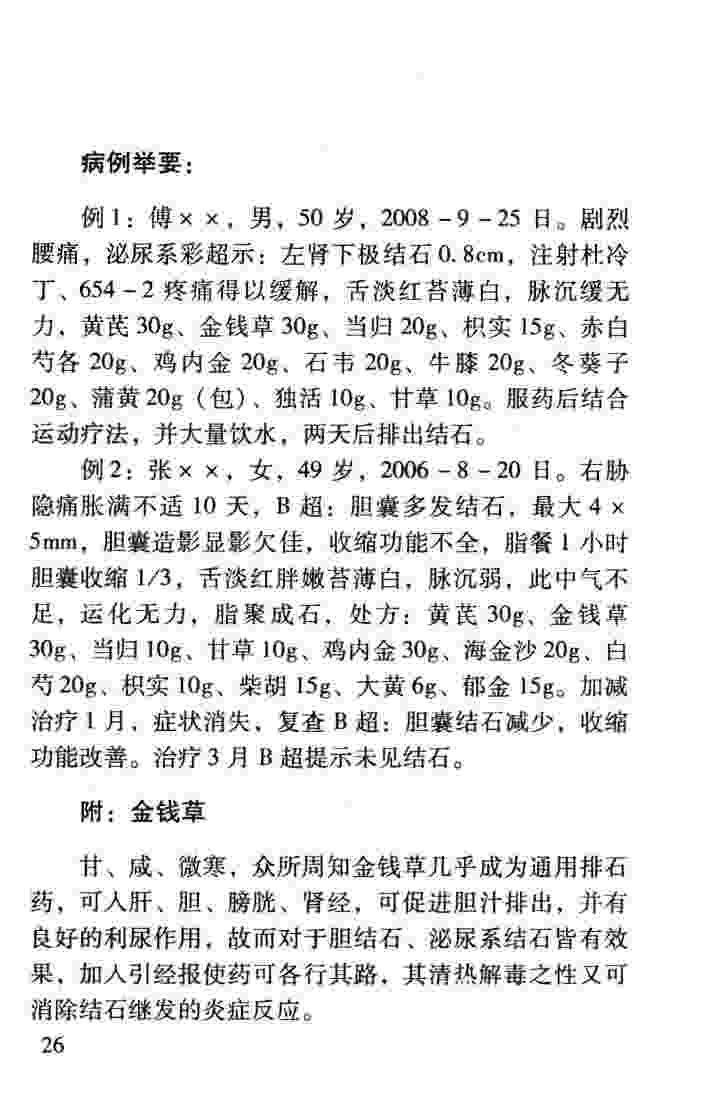 病例举要：
例1：傅××，男，50岁，2008-9-25日。剧烈
腰痛，泌尿系彩超示：左肾下极结石0.8cm，注射杜冷
丁、654-2疼痛得以缓解，舌淡红苔薄白，脉沉缓无
力，黄芪30g、金钱草30g、当归20g、枳实15g、赤白
芍各20g、鸡内金20g、石韦20g、牛膝20g、冬葵子
20g、蒲黄20g（包）、独活10g、甘草10g。服药后结合
运动疗法，并大量饮水，两天后排出结石。
例2：张××，女，49岁，2006-8-20日。右胁
隐痛胀满不适10天，B超：胆囊多发结石，最大4×
5mm，胆囊造影显影欠佳，收缩功能不全，脂餐1小时
胆囊收缩1/3，舌淡红胖嫩苔薄白，脉沉弱，此中气不
足，运化无力，脂聚成石，处方：黄芪30g、金钱草
30g、当归10g、甘草10g、鸡内金30g、海金沙20g、白
芍20g、枳实10g、柴胡15g、大黄6g、郁金15g。加减
治疗1月，症状消失，复查B超：胆囊结石减少，收缩
功能改善。治疗3月B超提示未见结石。
附：金钱草
甘、咸、微寒，众所周知金钱草几乎成为通用排石
药，可入肝、胆、膀胱、肾经，可促进胆汁排出，并有
良好的利尿作用，故而对于胆结石、泌尿系结石皆有效
果，加入引经报使药可各行其路，其清热解毒之性又可
消除结石继发的炎症反应。
26